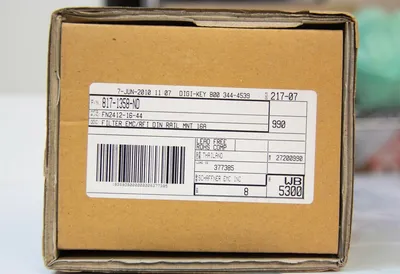 7-JUN-2010 11 07 DIGI-KEY 800 344-4539 217-07
P/N: 817-1358-ND
FN2412-16-44
FILTER EMC/RFI DIN RAIL MNT 16A 990
LEAD FREE
ROHS COMP
THAILAND 27200990
377385
SCHAFFNER EMC INC WB
8 5300